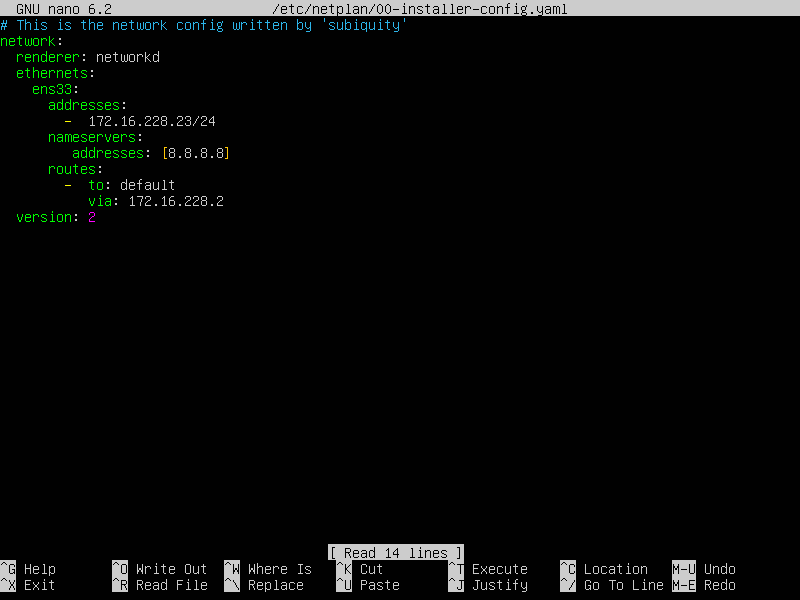 GNU nano 6.2 /etc/netplan/00-installer-config.yaml
# This is the network config written by 'subiquity'
network:
  renderer: networkd
  ethernets:
    ens33:
      addresses:
        -  172.16.228.23/24
      nameservers:
         addresses: [8.8.8.8]
      routes:
        -  to: default
           via: 172.16.228.2
  version: 2
[ Read 14 lines ]
^G Help ^O Write Out ^W Where Is ^K Cut ^T Execute ^C Location M-U Undo
^X Exit ^R Read File ^\ Replace ^U Paste ^J Justify ^/ Go To Line M-E Redo